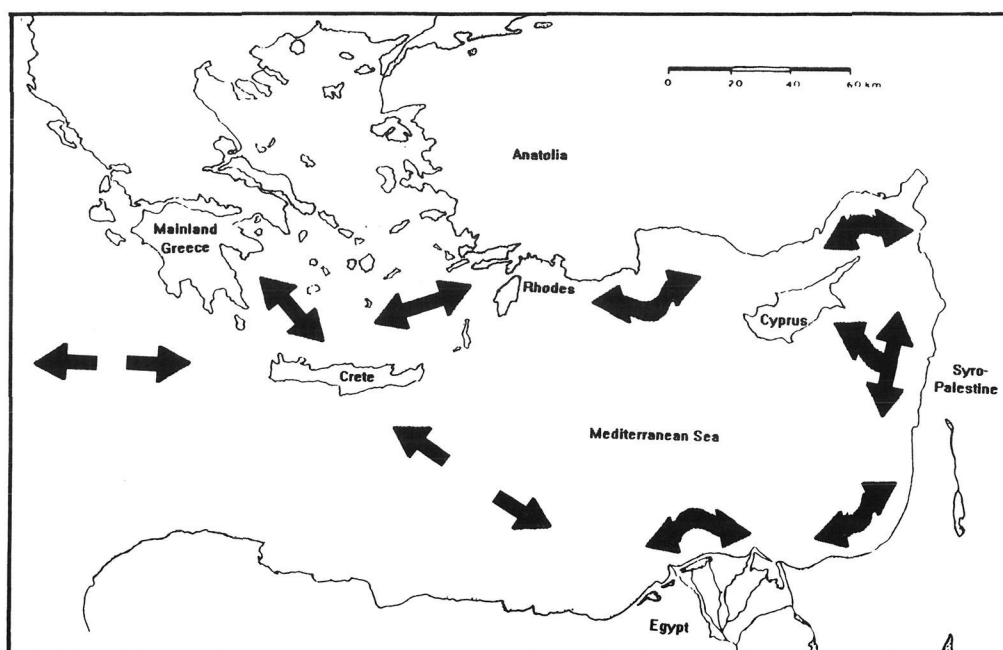 0 20 40 60 km
Anatolia
Mainland
Greece
Rhodes
Cyprus
Crete
Syro-
Palestine
Mediterranean Sea
Egypt